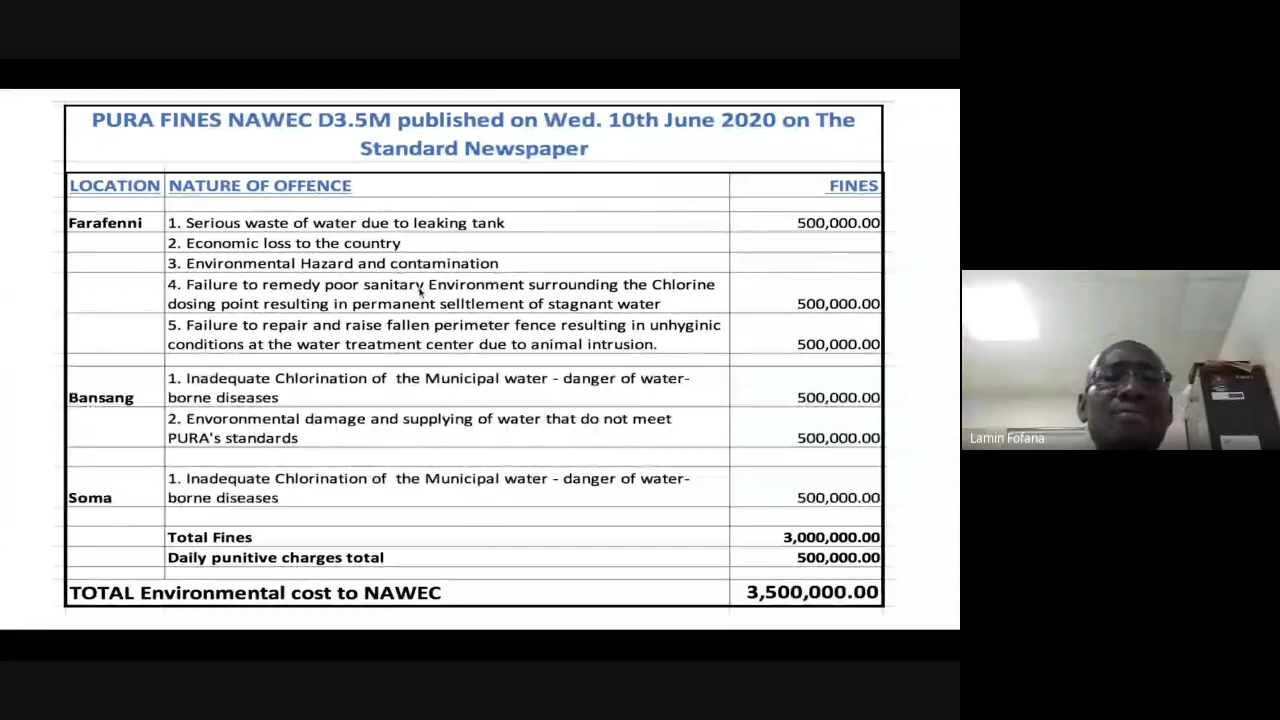 PURA FINES NAWEC D3.5M published on Wed. 10th June 2020 on The
Standard Newspaper
LOCATION NATURE OF OFFENCE FINES
Farafenni 1. Serious waste of water due to leaking tank 500,000.00
2. Economic loss to the country
3. Environmental Hazard and contamination
4. Failure to remedy poor sanitary Environment surrounding the Chlorine
dosing point resulting in permanent selltlement of stagnant water 500,000.00
5. Failure to repair and raise fallen perimeter fence resulting in unhyginic
conditions at the water treatment center due to animal intrusion. 500,000.00
1. Inadequate Chlorination of the Municipal water - danger of water-
Bansang borne diseases 500,000.00
2. Envoronmental damage and supplying of water that do not meet
PURA's standards 500,000.00
1. Inadequate Chlorination of the Municipal water - danger of water-
Soma borne diseases 500,000.00
Total Fines 3,000,000.00
Daily punitive charges total 500,000.00
TOTAL Environmental cost to NAWEC 3,500,000.00
Lamin Fofana